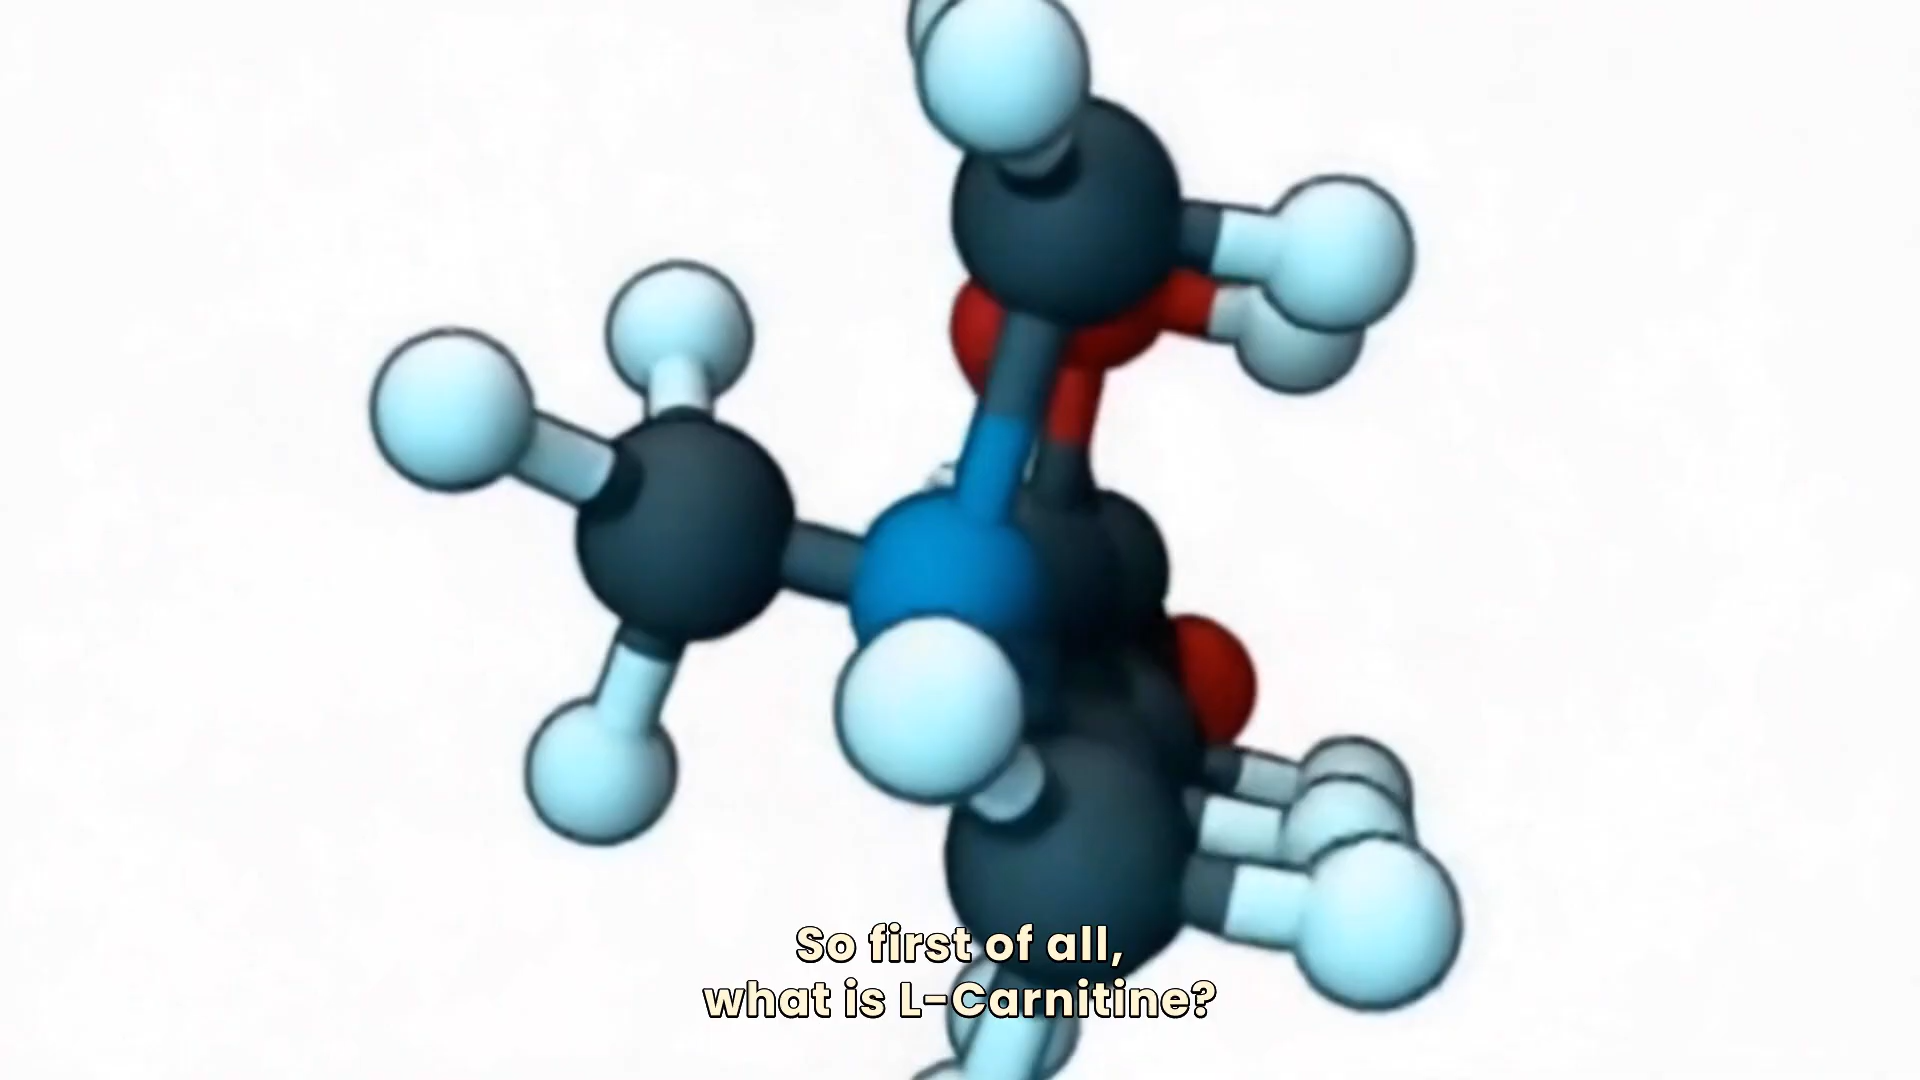 So first of all,
what is L-Carnitine?